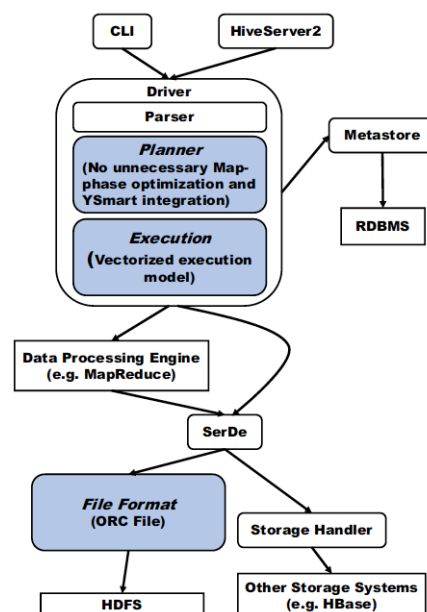 CLI
HiveServer2
Driver
Parser
Planner
(No unnecessary Map-
phase optimization and
YSmart integration)
Metastore
RDBMS
Execution
(Vectorized execution
model)
Data Processing Engine
(e.g. MapReduce)
SerDe
File Format
(ORC File)
Storage Handler
HDFS
Other Storage Systems
(e.g. HBase)